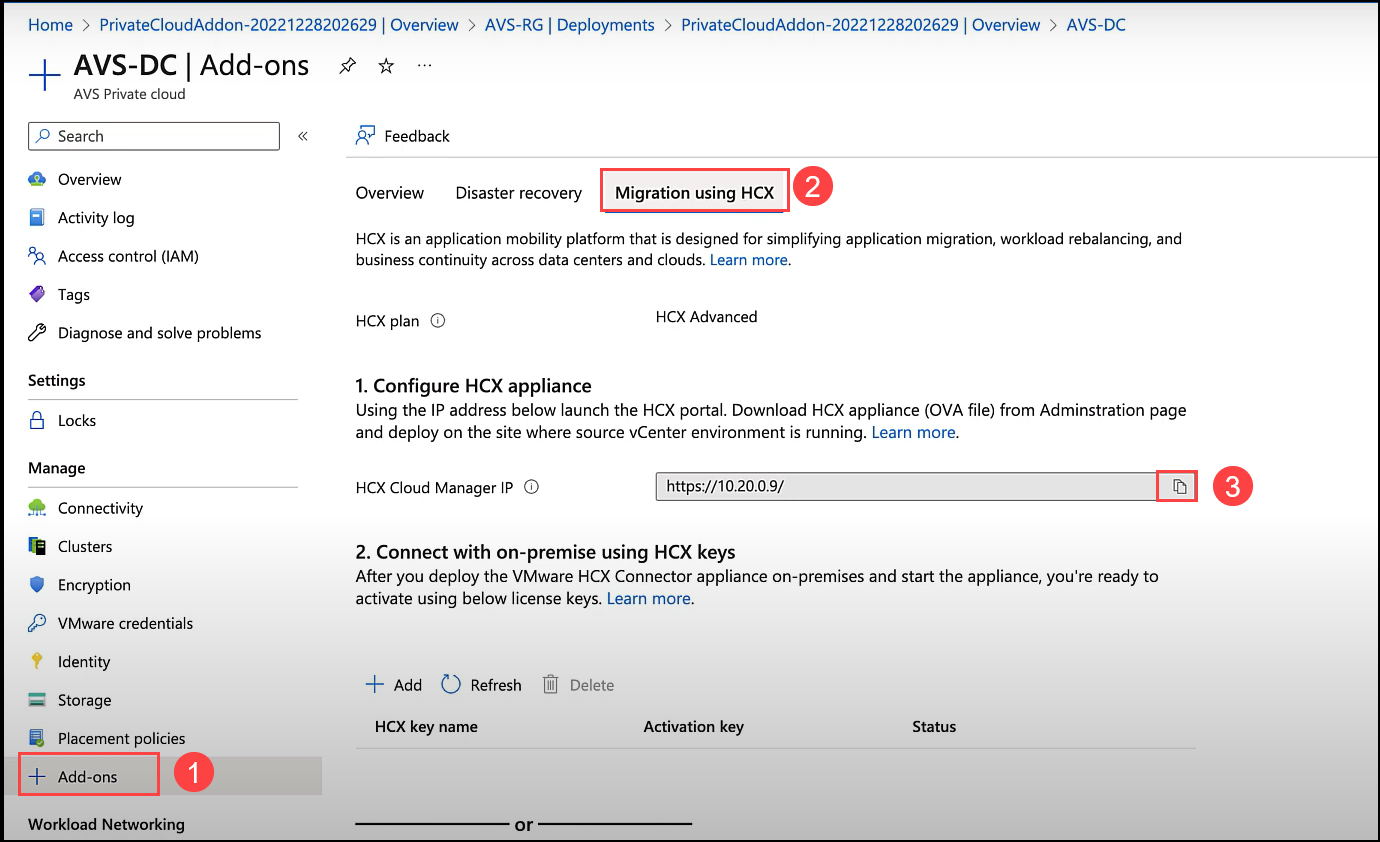 Home > PrivateCloudAddon-20221228202629 | Overview > AVS-RG | Deployments > PrivateCloudAddon-20221228202629 | Overview > AVS-DC
AVS-DC | Add-ons ...
AVS Private cloud
Search «
Overview
Activity log
Access control (IAM)
Tags
Diagnose and solve problems
Settings
Locks
Manage
Connectivity
Clusters
Encryption
VMware credentials
Identity
Storage
Placement policies
Add-ons 1
Workload Networking
Feedback
Overview Disaster recovery Migration using HCX 2
HCX is an application mobility platform that is designed for simplifying application migration, workload rebalancing, and
business continuity across data centers and clouds. Learn more.
HCX plan HCX Advanced
1. Configure HCX appliance
Using the IP address below launch the HCX portal. Download HCX appliance (OVA file) from Adminstration page
and deploy on the site where source vCenter environment is running. Learn more.
HCX Cloud Manager IP https://10.20.0.9/ 3
2. Connect with on-premise using HCX keys
After you deploy the VMware HCX Connector appliance on-premises and start the appliance, you're ready to
activate using below license keys. Learn more.
Add Refresh Delete
HCX key name Activation key Status
or